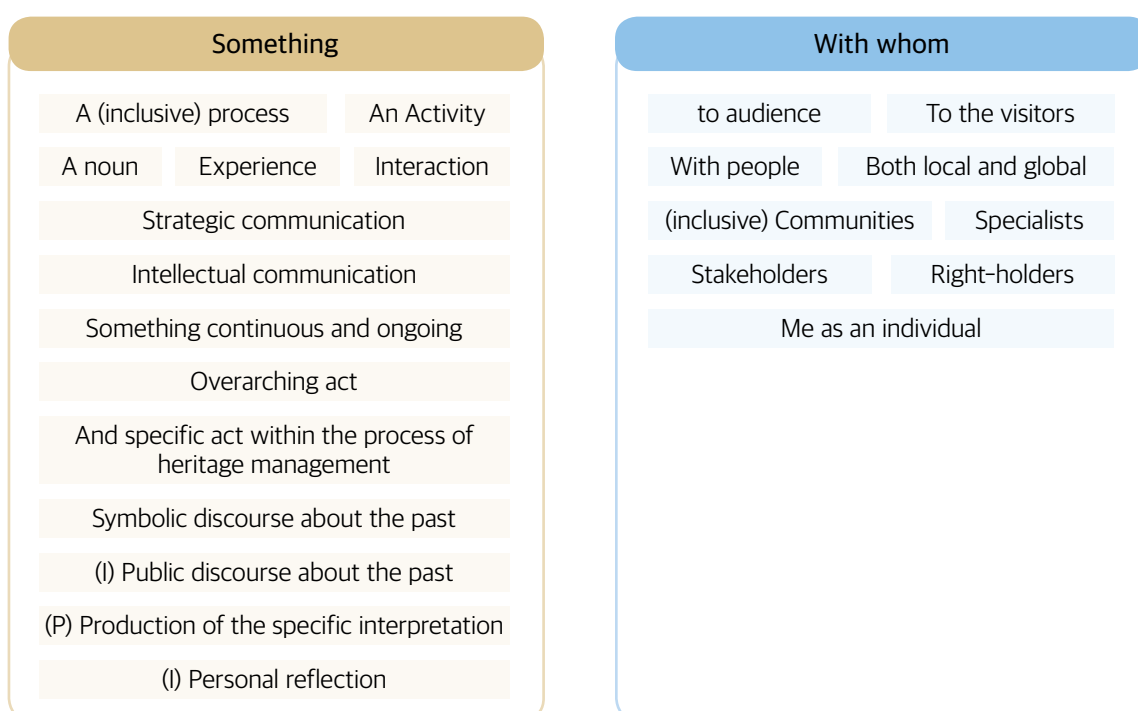 Something
A (inclusive) process
An Activity
A noun
Experience
Interaction
Strategic communication
Intellectual communication
Something continuous and ongoing
Overarching act
And specific act within the process of
heritage management
Symbolic discourse about the past
(I) Public discourse about the past
(P) Production of the specific interpretation
(I) Personal reflection
With whom
to audience
To the visitors
With people
Both local and global
(inclusive) Communities
Specialists
Stakeholders
Right-holders
Me as an individual